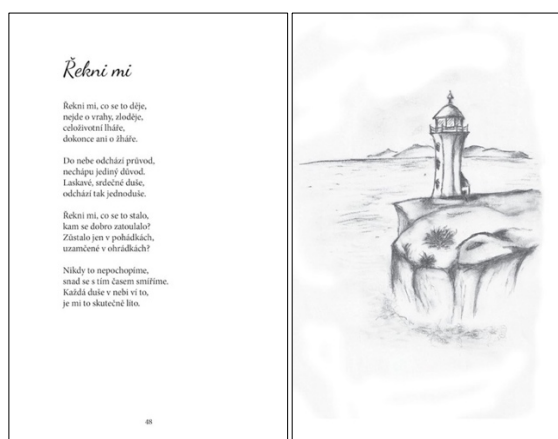 Řekni mi
Řekni mi, co se to děje,
nejde o vrahy, zloděje,
celoživotní lháře,
dokonce ani o žháře.
Do nebe odchází průvod,
nechápu jediný důvod.
Laskavé, srdečné duše,
odchází tak jednoduše.
Řekni mi, co se to stalo,
kam se dobro zatoulalo?
Zůstalo jen v pohádkách,
uzamčené v ohrádkách?
Nikdy to nepochopíme,
snad se s tím časem smíříme.
Každá duše v nebi ví to,
je mi to skutečně líto.
48